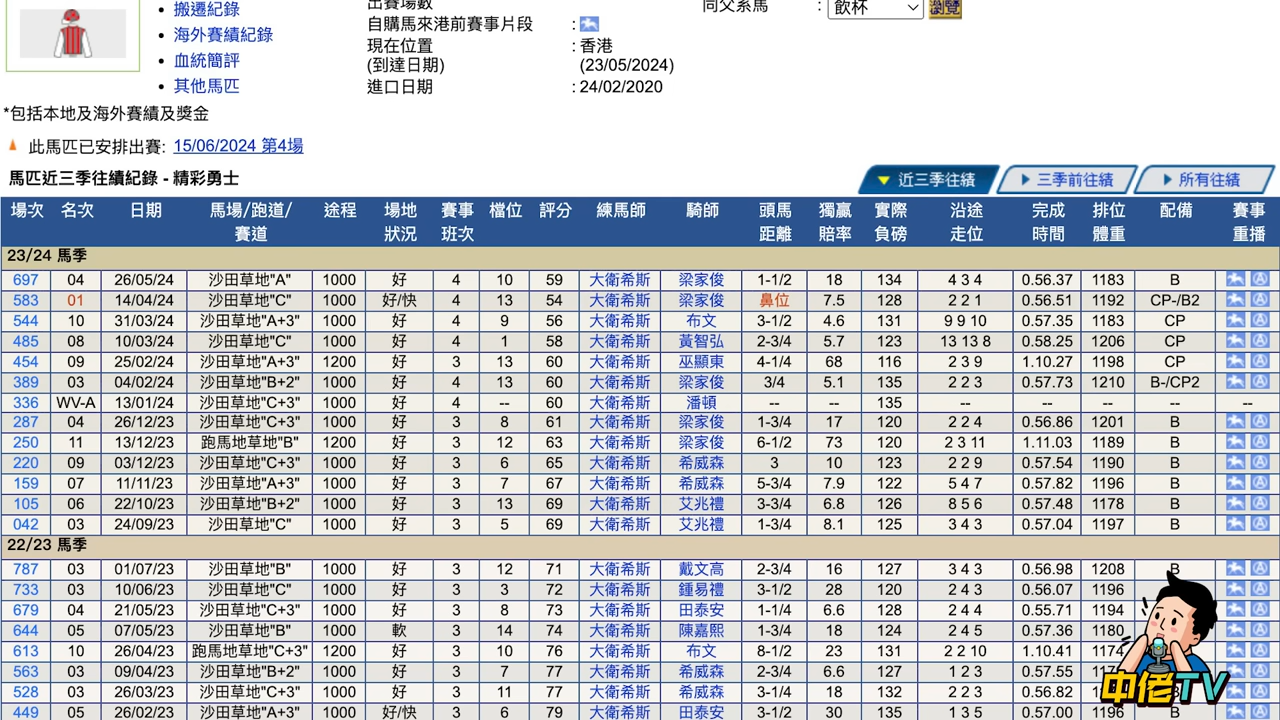 搬遷紀錄
海外賽績紀錄
血統簡評
其他馬匹
出賽場數
自購馬來港前賽事片段 :
現在位置 : 香港
(到達日期) (23/05/2024)
進口日期 : 24/02/2020
同父系馬 : 飲杯 瀏覽
*包括本地及海外賽績及獎金
此馬匹已安排出賽: 15/06/2024 第4場
馬匹近三季往績紀錄 - 精彩勇士 近三季往績 三季前往績 所有往績
場次 名次 日期 馬場/跑道/賽道 途程 場地狀況 賽事班次 檔位 評分 練馬師 騎師 頭馬距離 獨贏賠率 實際負磅 沿途走位 完成時間 排位體重 配備 賽事重播
23/24 馬季
697 04 26/05/24 沙田草地"A" 1000 好 4 10 59 大衛希斯 梁家俊 1-1/2 18 134 4 3 4 0.56.37 1183 B
583 01 14/04/24 沙田草地"C" 1000 好/快 4 13 54 大衛希斯 梁家俊 鼻位 7.5 128 2 2 1 0.56.51 1192 CP-/B2
544 10 31/03/24 沙田草地"A+3" 1000 好 4 9 56 大衛希斯 布文 3-1/2 4.6 131 9 9 10 0.57.35 1183 CP
485 08 10/03/24 沙田草地"C" 1000 好 4 1 58 大衛希斯 黃智弘 2-3/4 5.7 123 13 13 8 0.58.25 1206 CP
454 09 25/02/24 沙田草地"A+3" 1200 好 3 13 60 大衛希斯 巫顯東 4-1/4 68 116 2 3 9 1.10.27 1198 CP
389 03 04/02/24 沙田草地"B+2" 1000 好 4 13 60 大衛希斯 梁家俊 3/4 5.1 135 2 2 3 0.57.73 1210 B-/CP2
336 WV-A 13/01/24 沙田草地"C+3" 1000 好 4 -- 60 大衛希斯 潘頓 -- -- 135 -- -- -- -- --
287 04 26/12/23 沙田草地"C+3" 1000 好 3 8 61 大衛希斯 梁家俊 1-3/4 17 120 2 2 4 0.56.86 1201 B
250 11 13/12/23 跑馬地草地"B" 1200 好 3 12 63 大衛希斯 梁家俊 6-1/2 73 120 2 3 11 1.11.03 1189 B
220 09 03/12/23 沙田草地"C+3" 1000 好 3 6 65 大衛希斯 希威森 3 10 123 2 2 9 0.57.54 1190 B
159 07 11/11/23 沙田草地"A+3" 1000 好 3 7 67 大衛希斯 希威森 5-3/4 7.9 122 5 4 7 0.57.82 1196 B
105 06 22/10/23 沙田草地"B+2" 1000 好 3 13 69 大衛希斯 艾兆禮 3-3/4 6.8 126 8 5 6 0.57.48 1178 B
042 03 24/09/23 沙田草地"C" 1000 好 3 5 69 大衛希斯 艾兆禮 1-3/4 8.1 125 3 4 3 0.57.04 1197 B
22/23 馬季
787 03 01/07/23 沙田草地"B" 1000 好 3 12 71 大衛希斯 戴文高 2-3/4 16 127 3 4 3 0.56.98 1208 B
733 03 10/06/23 沙田草地"C" 1000 好 3 3 72 大衛希斯 鍾易禮 3-1/2 28 120 2 4 3 0.56.07 1196
679 04 21/05/23 沙田草地"C+3" 1000 好 3 8 73 大衛希斯 田泰安 1-1/4 6.6 128 2 4 4 0.55.71 1194
644 05 07/05/23 沙田草地"B" 1000 軟 3 14 74 大衛希斯 陳嘉熙 1-3/4 18 124 2 4 5 0.57.36 1180
613 10 26/04/23 跑馬地草地"C+3" 1200 好 3 10 76 大衛希斯 布文 8-1/2 23 131 2 2 10 1.10.41 1174
563 03 09/04/23 沙田草地"B+2" 1000 好 3 7 77 大衛希斯 希威森 2-3/4 6.6 127 1 2 3 0.57.55
528 03 26/03/23 沙田草地"C+3" 1000 好 3 11 77 大衛希斯 希威森 3-1/4 18 132 2 2 3 0.56.82
449 05 26/02/23 沙田草地"A+3" 1000 好/快 3 6 79 大衛希斯 田泰安 3-1/2 30 135 1 3 5 0.57.00 1196 B
中佬TV